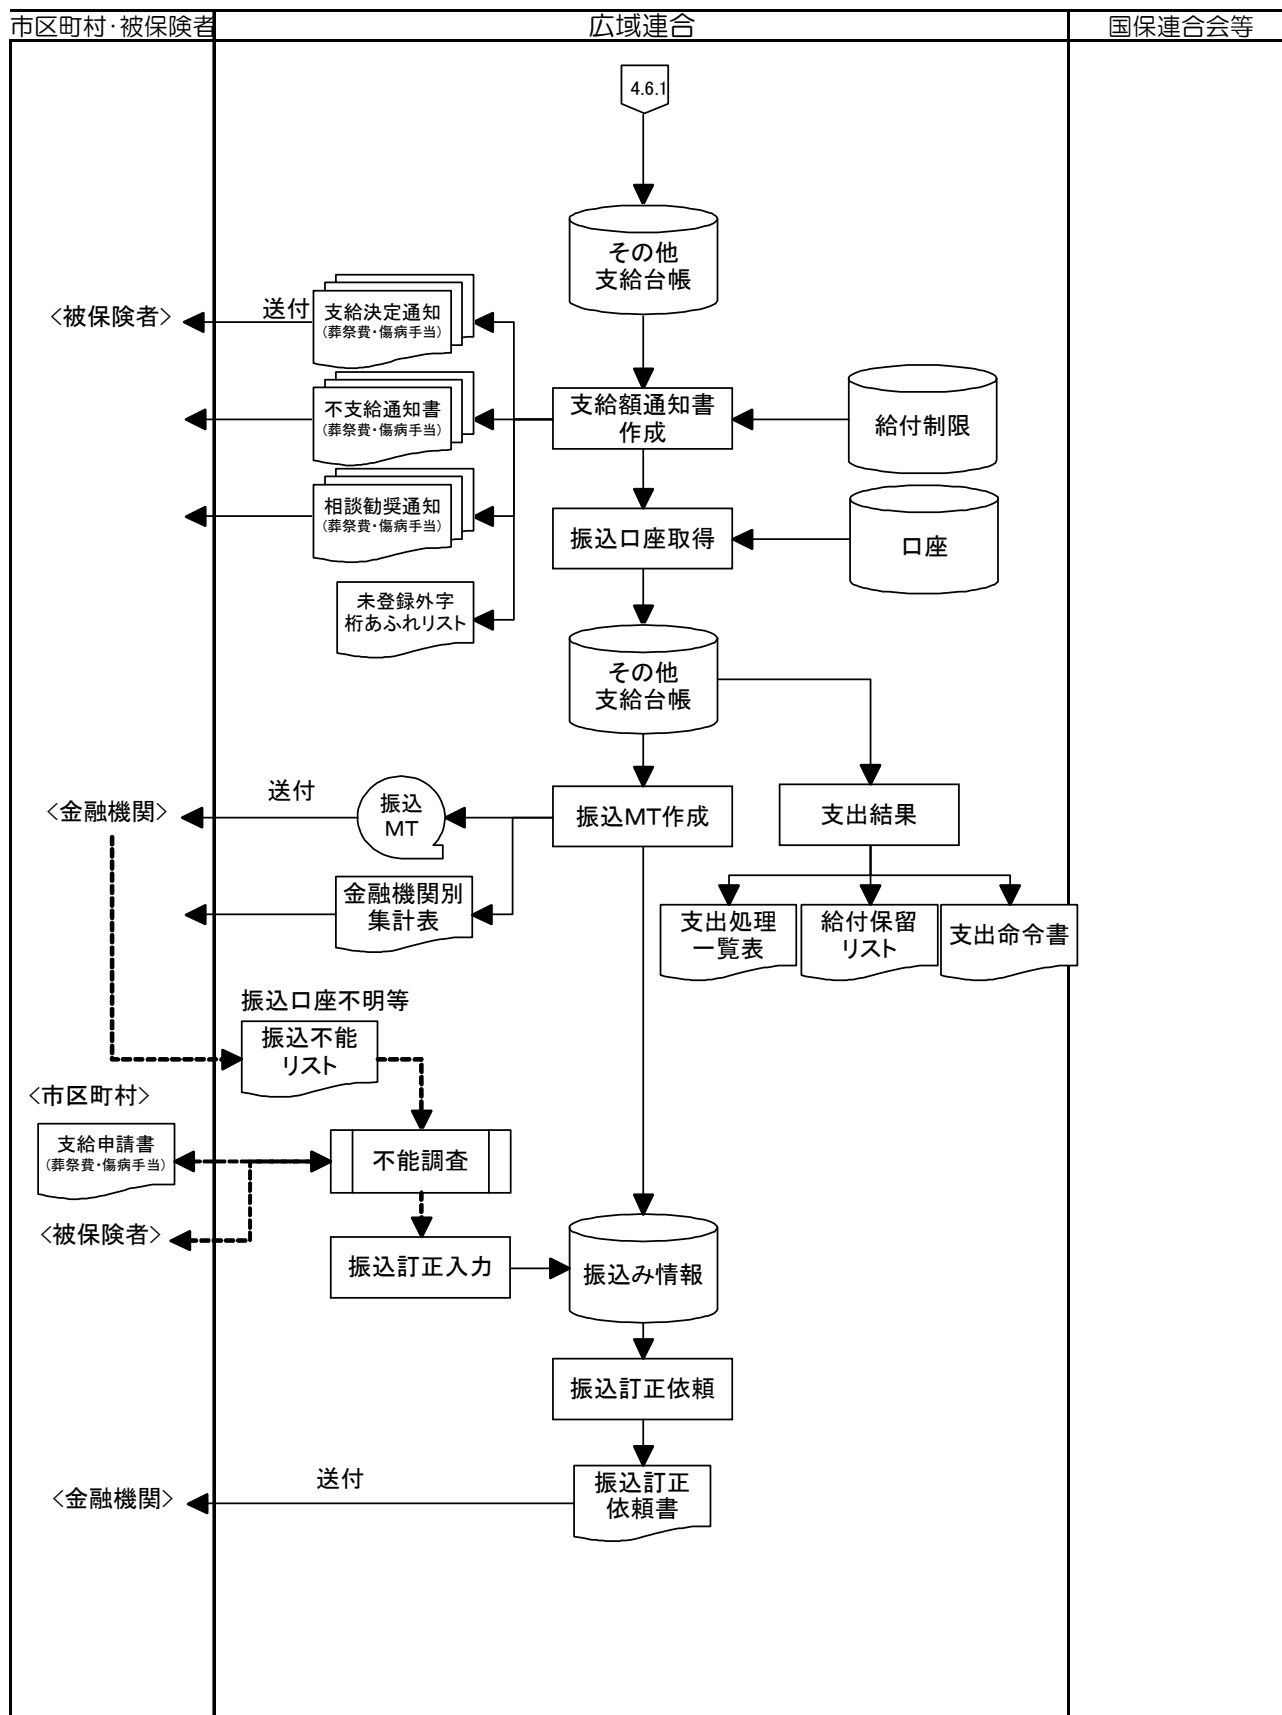 市区町村・被保険者
広域連合
国保連合会等
4.6.1
その他
支給台帳
<被保険者>
送付
支給決定通知
(葬祭費・傷病手当)
不支給通知書
(葬祭費・傷病手当)
支給額通知書
作成
給付制限
相談勧奨通知
(葬祭費・傷病手当)
振込口座取得
口座
未登録外字
桁あふれリスト
その他
支給台帳
<金融機関>
送付
振込
MT
振込MT作成
支出結果
金融機関別
集計表
支出処理
一覧表
給付保留
リスト
支出命令書
振込口座不明等
振込不能
リスト
<市区町村>
支給申請書
(葬祭費・傷病手当)
不能調査
<被保険者>
振込訂正入力
振込み情報
振込訂正依頼
<金融機関>
送付
振込訂正
依頼書